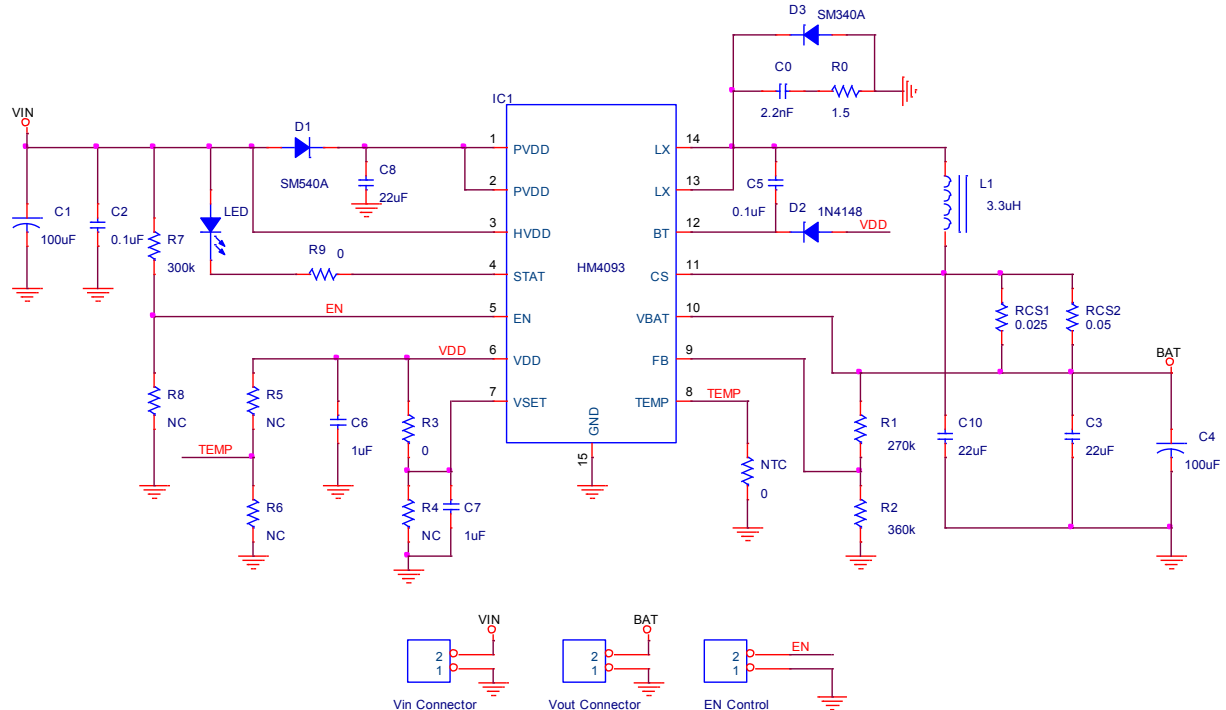 D3
SM340A
C0
R0
2.2nF
1.5
IC1
VIN
D1
SM540A
C8
22uF
1
PVDD
2
PVDD
3
HVDD
4
STAT
5
EN
6
VDD
7
VSET
HM4093
GND
15
14
LX
13
LX
12
BT
11
CS
10
VBAT
9
FB
8
TEMP
C1
100uF
C2
0.1uF
R7
300k
LED
R9
0
EN
VDD
R8
NC
R5
NC
TEMP
R6
NC
C6
1uF
R3
0
R4
NC
C7
1uF
C5
0.1uF
D2
1N4148
VDD
L1
3.3uH
RCS1
0.025
RCS2
0.05
BAT
TEMP
NTC
0
R1
270k
R2
360k
C10
22uF
C3
22uF
C4
100uF
VIN
2
1
Vin Connector
BAT
2
1
Vout Connector
EN
2
1
EN Control